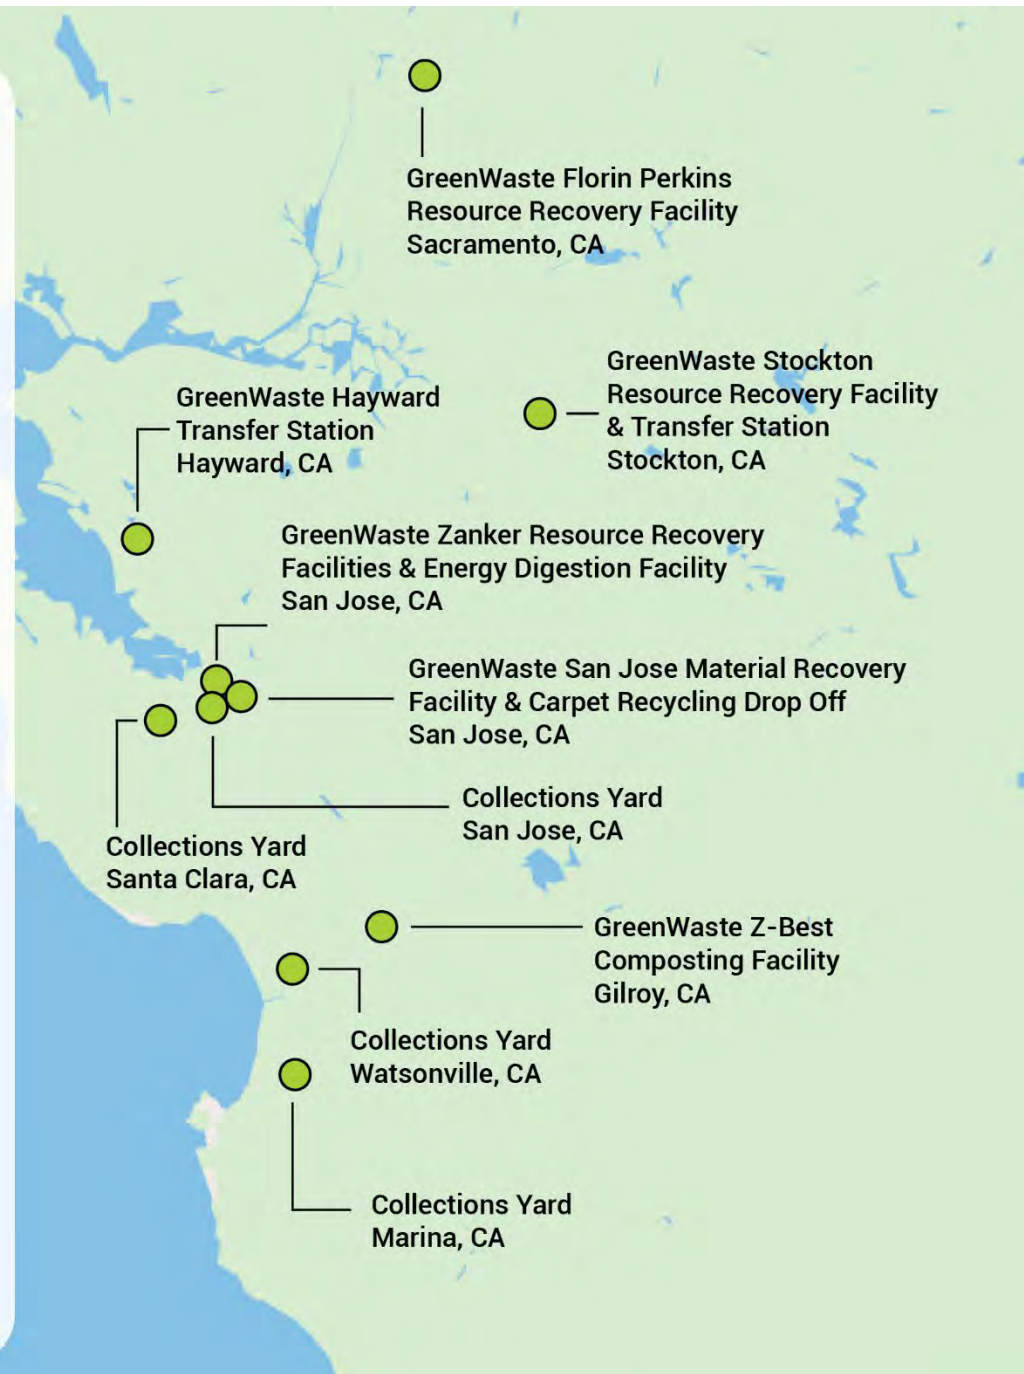 GreenWaste Florin Perkins
Resource Recovery Facility
Sacramento, CA
GreenWaste Stockton
Resource Recovery Facility
& Transfer Station
Stockton, CA
GreenWaste Hayward
Transfer Station
Hayward, CA
GreenWaste Zanker Resource Recovery
Facilities & Energy Digestion Facility
San Jose, CA
GreenWaste San Jose Material Recovery
Facility & Carpet Recycling Drop Off
San Jose, CA
Collections Yard
San Jose, CA
Collections Yard
Santa Clara, CA
GreenWaste Z-Best
Composting Facility
Gilroy, CA
Collections Yard
Watsonville, CA
Collections Yard
Marina, CA